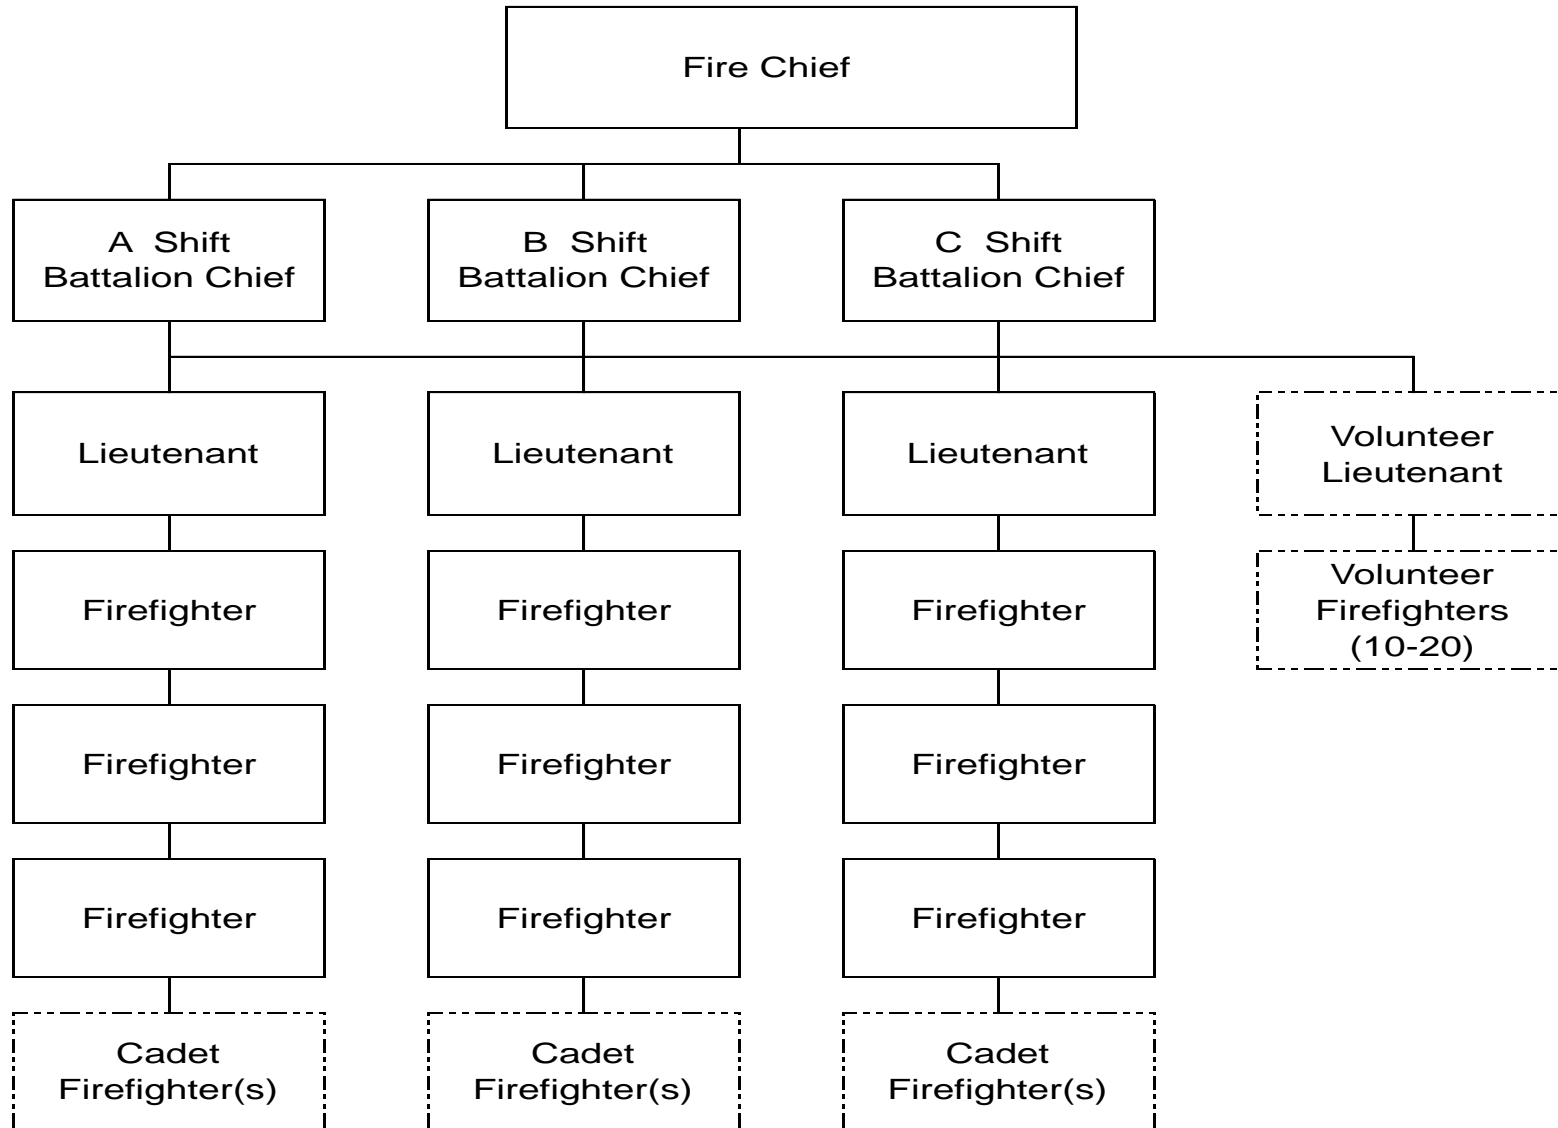 Fire Chief
A Shift
Battalion Chief
B Shift
Battalion Chief
C Shift
Battalion Chief
Lieutenant
Lieutenant
Lieutenant
Volunteer
Lieutenant
Firefighter
Firefighter
Firefighter
Volunteer
Firefighters
(10-20)
Firefighter
Firefighter
Firefighter
Firefighter
Firefighter
Firefighter
Cadet
Firefighter(s)
Cadet
Firefighter(s)
Cadet
Firefighter(s)